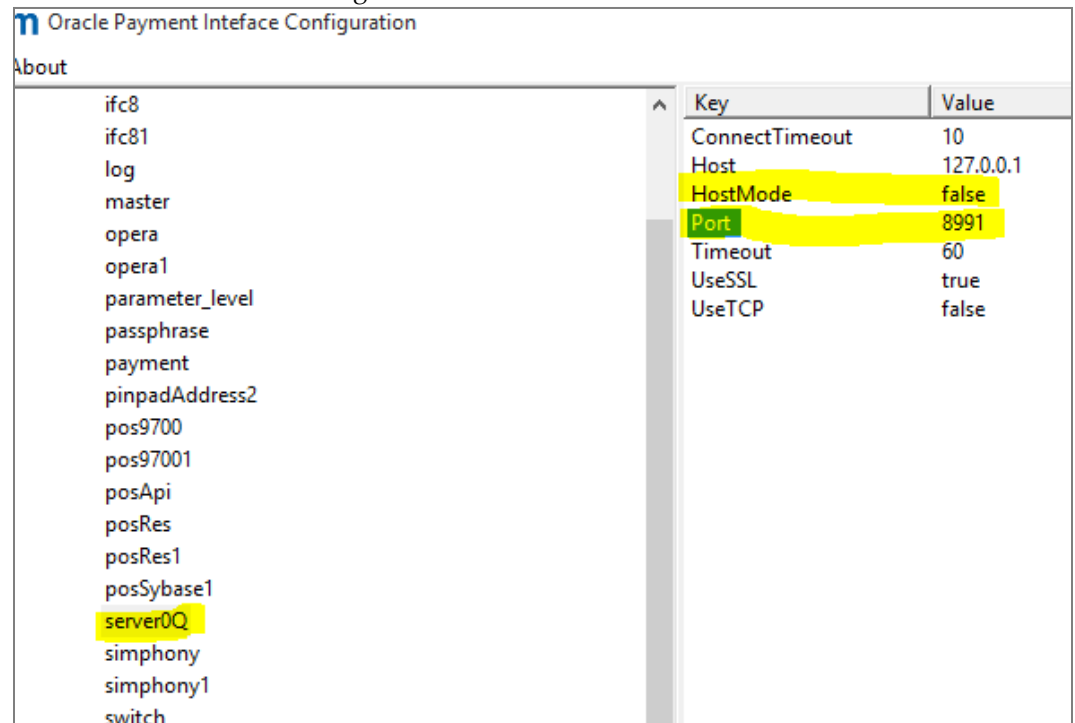 Oracle Payment Inteface Configuration
About
ifc8
ifc81
log
master
opera
opera1
parameter_level
passphrase
payment
pinpadAddress2
pos9700
pos97001
posApi
posRes
posRes1
posSybase1
server0Q
simphony
simphony1
switch
Key Value
ConnectTimeout 10
Host 127.0.0.1
HostMode false
Port 8991
Timeout 60
UseSSL true
UseTCP false